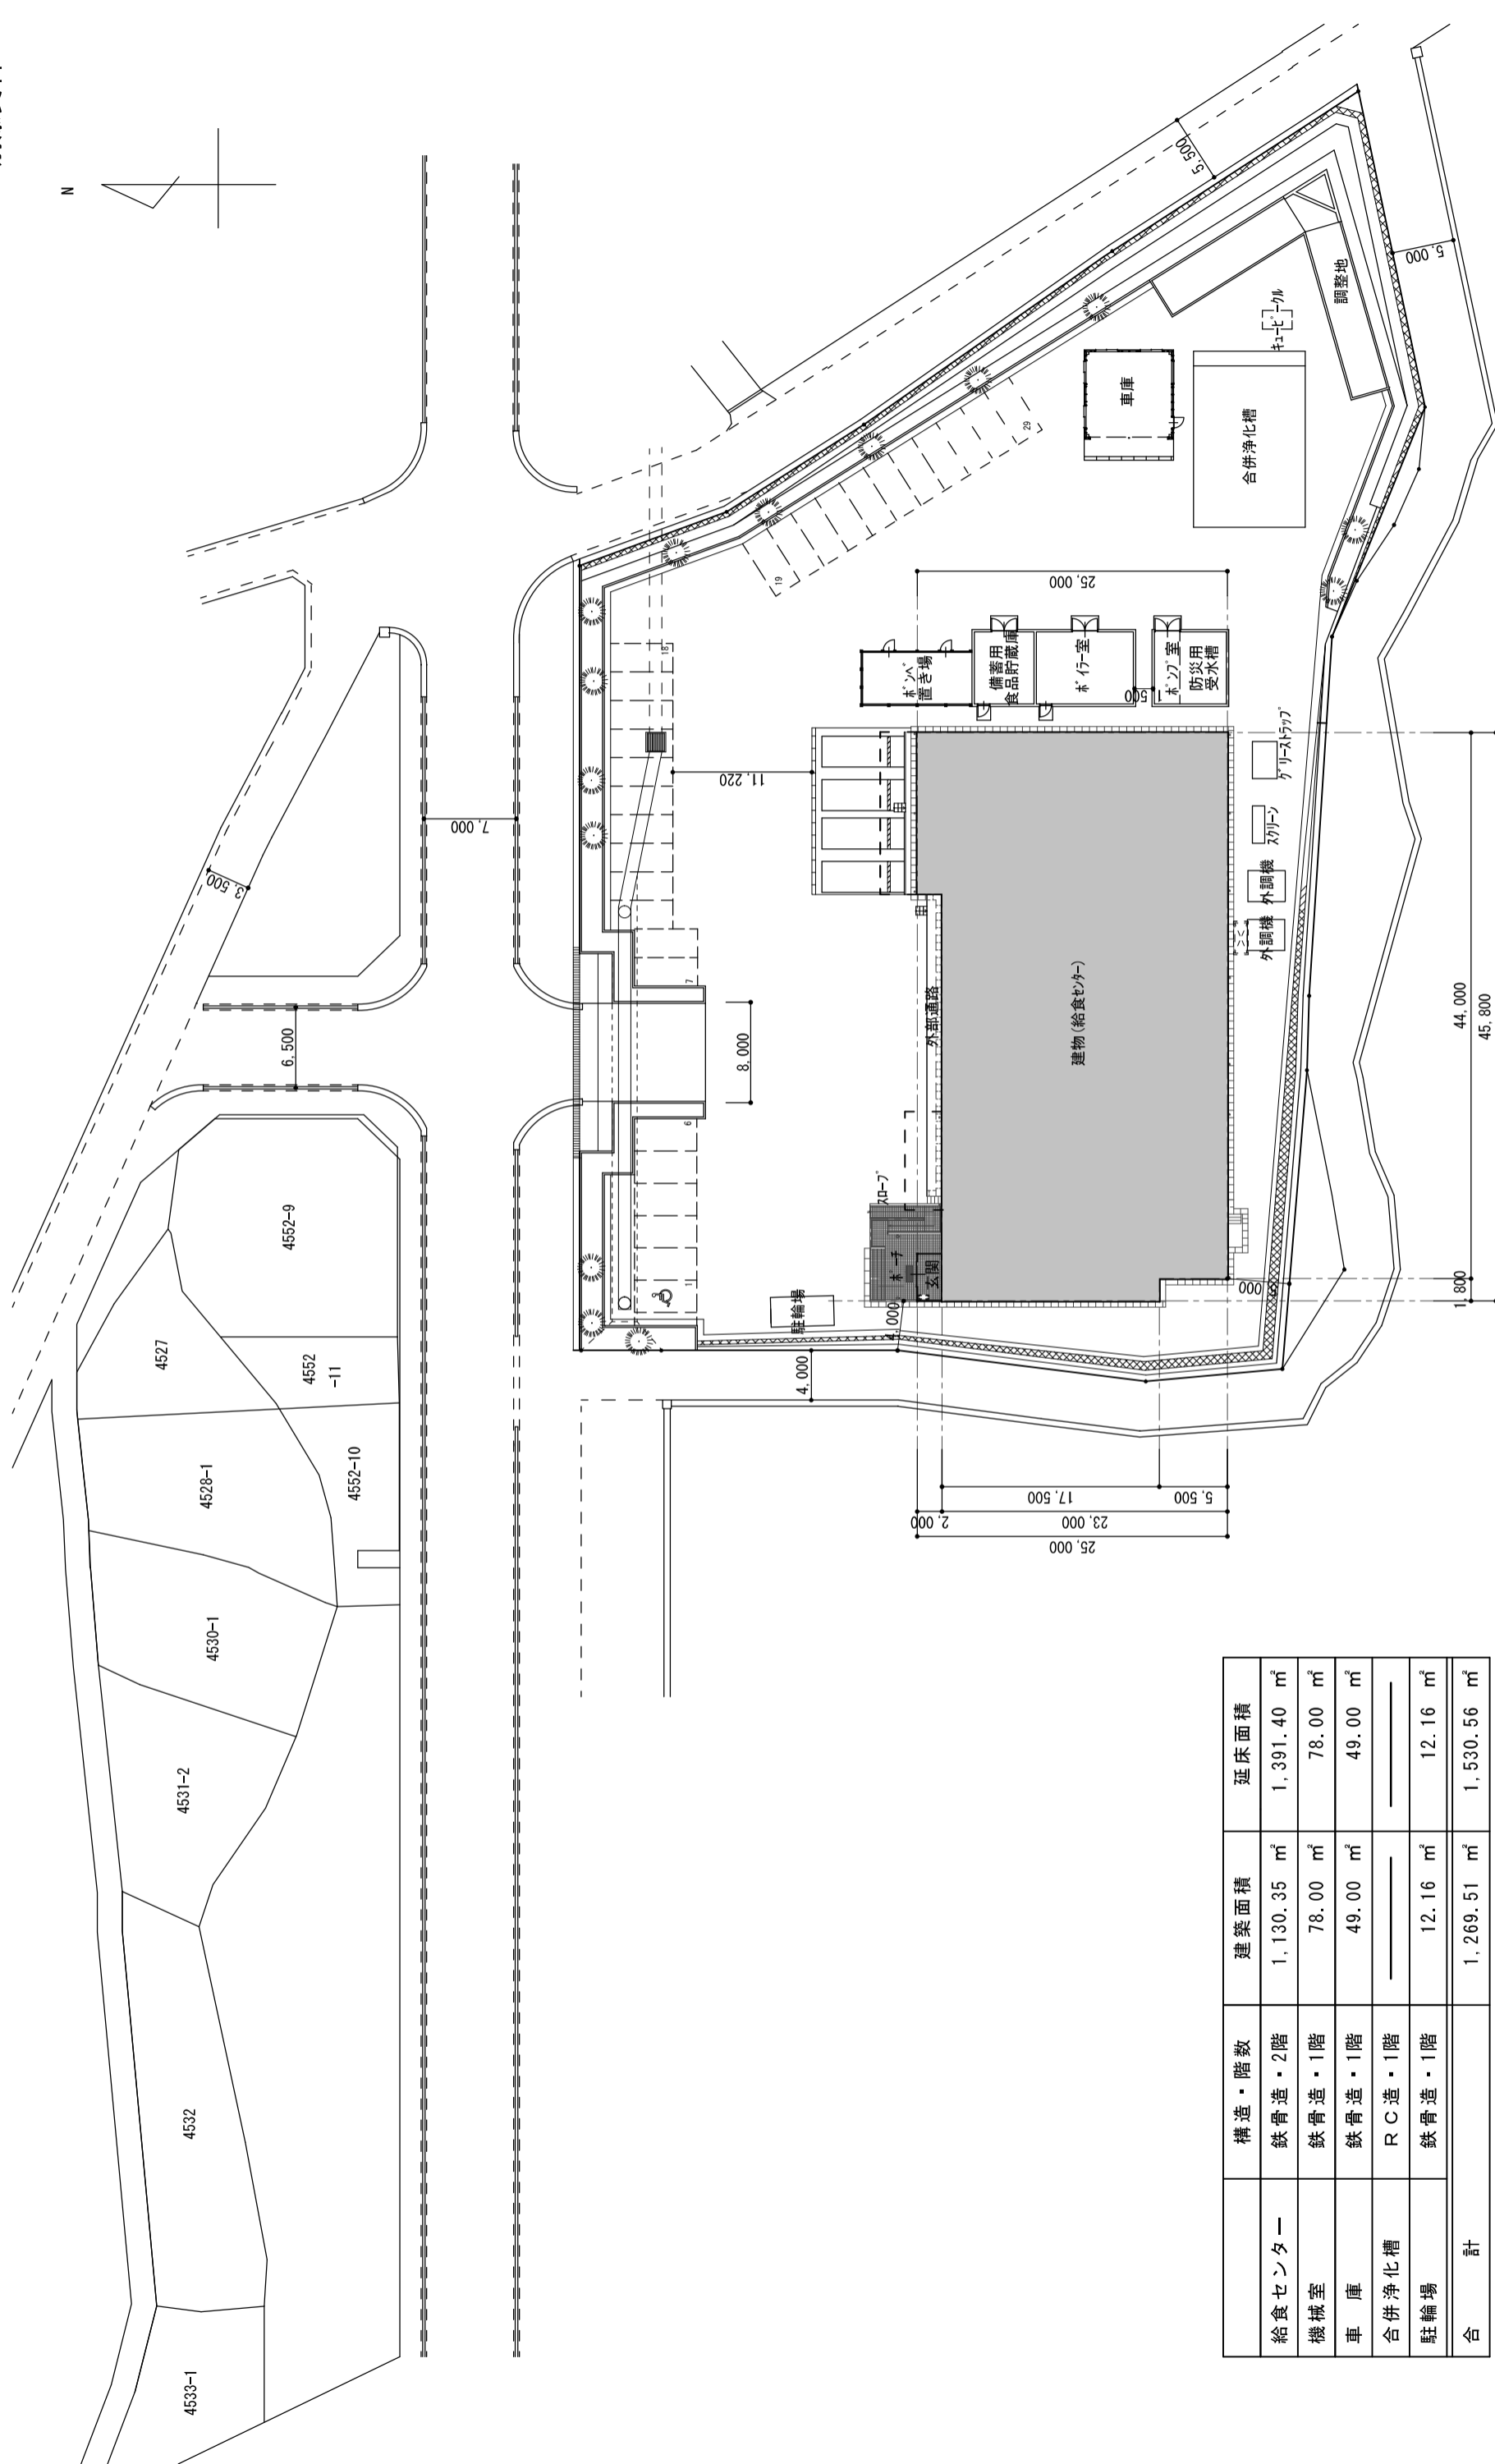 N
4533-1
4532
4531-2
4530-1
4528-1
4552-10
4527
4552
-11
4552-9
6,500
3,500
7,000
5,500
5,000
4,000
8,000
11,220
25,000
1
6
7
18
19
29
駐輪場
4,000
ポーチ
スロープ
玄関
外部通路
建物(給食センター)
ボンベ
置き場
備蓄用
食品貯蔵庫
ボイラー室
1,500
ポンプ室
防災用
受水槽
車庫
合併浄化槽
キュービークル
調整地
グリーストラップ
スクリーン
外調機
外調機
2,000
17,500
5,500
23,000
25,000
1,800
44,000
45,800
構造・階数 建築面積 延床面積
給食センター 鉄骨造・2階 1,130.35 ㎡ 1,391.40 ㎡
機械室 鉄骨造・1階 78.00 ㎡ 78.00 ㎡
車 庫 鉄骨造・1階 49.00 ㎡ 49.00 ㎡
合併浄化槽 RC造・1階
駐輪場 鉄骨造・1階 12.16 ㎡ 12.16 ㎡
合 計 1,269.51 ㎡ 1,530.56 ㎡